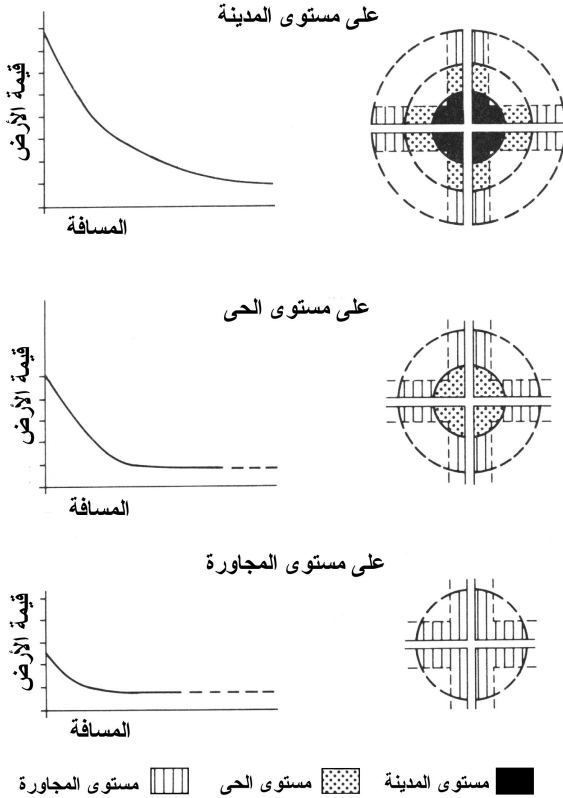 على مستوى المدينة
قيمة الأرض
المسافة
على مستوى الحى
قيمة الأرض
المسافة
على مستوى المجاورة
قيمة الأرض
المسافة
مستوى المدينة
مستوى الحى
مستوى المجاورة